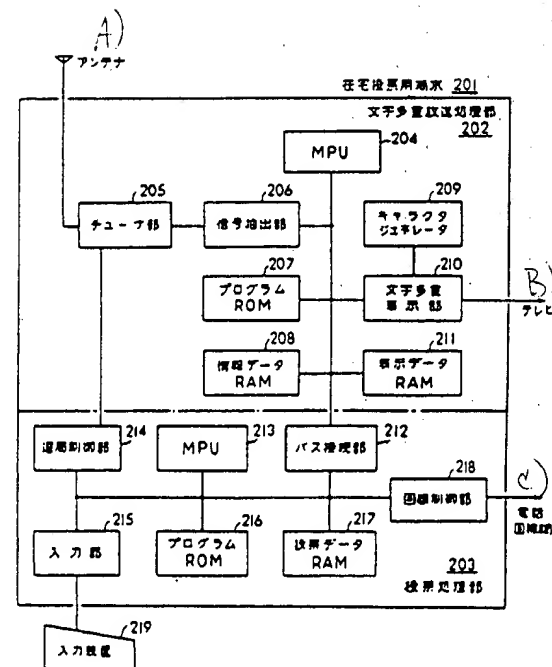 A)
アンテナ
在宅投票用端末 201
文字多重放送処理部
202
204
MPU
205
チューナ部
206
信号抽出部
209
キャラクタ
ジェネレータ
207
プログラム
ROM
210
文字多重
表示部
B)
テレビ
208
情報データ
RAM
211
表示データ
RAM
214
選局制御部
213
MPU
212
バス接続部
218
回線制御部
C)
電話
回線網
215
入力部
216
プログラム
ROM
217
投票データ
RAM
203
投票処理部
219
入力装置